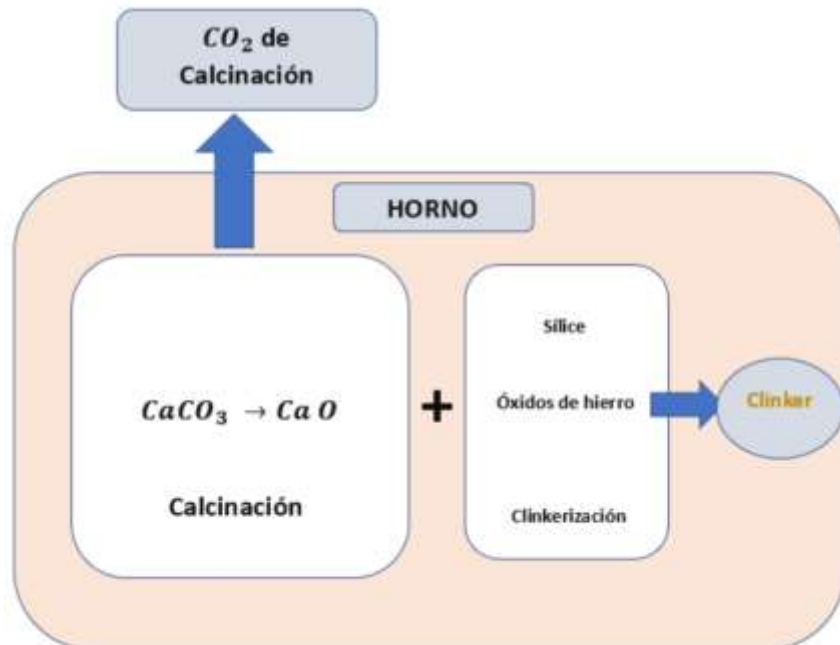 CO₂ de
Calcinación
HORNO
CaCO₃ → Ca O
Calcinación
+
Sílice
Óxidos de hierro
Clinkerización
Clinker